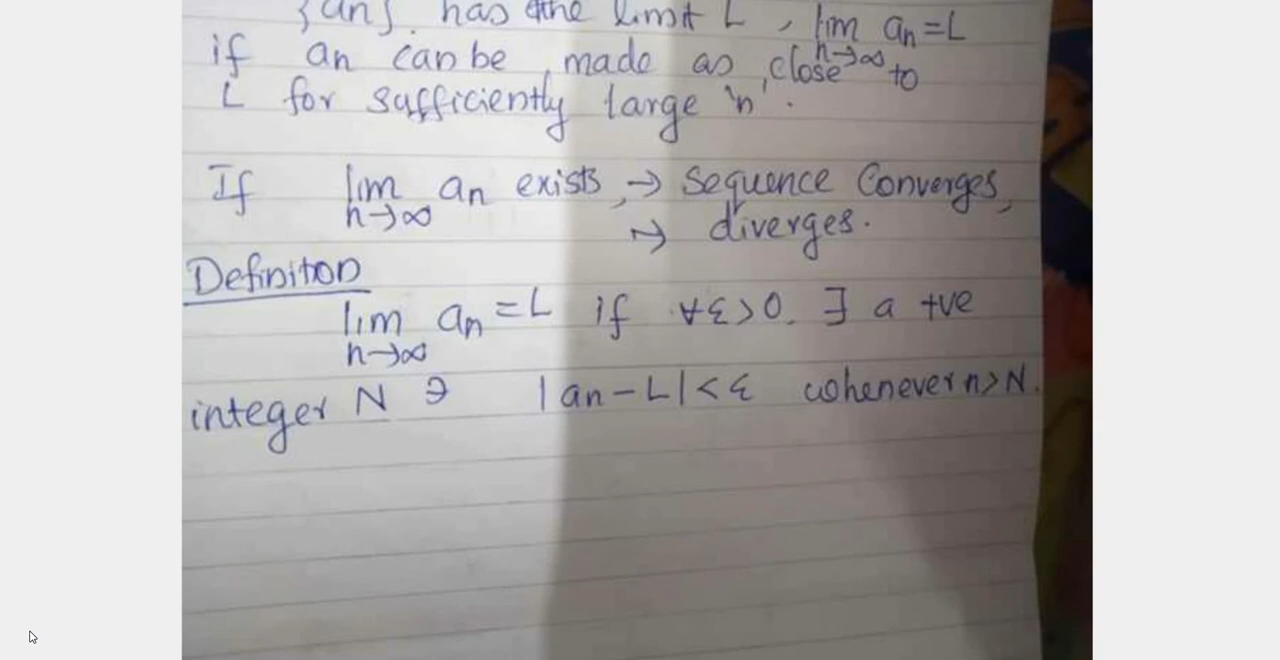 {an} has the limit L, lim an = L
n→∞
if an can be made as close to
L for sufficiently large 'n'.
If lim an exists, → sequence Converges,
n→∞
→ diverges.
Definition
lim an = L if ∀ε>0. ∃ a +ve
n→∞
integer N ∋ |an-L|<ε whenever n>N.